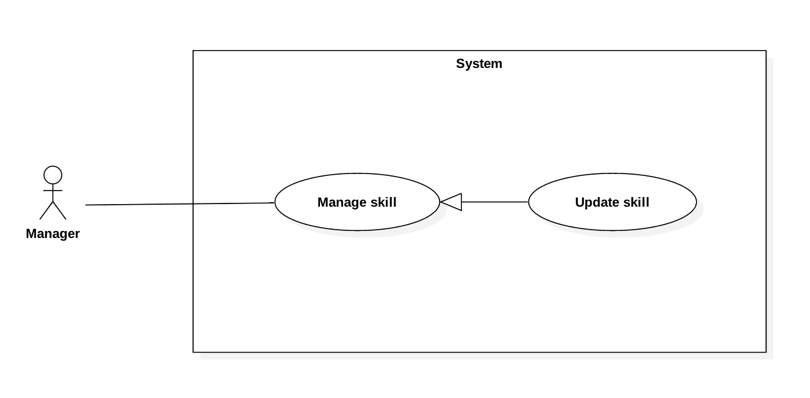 System
Manage skill
Update skill
Manager